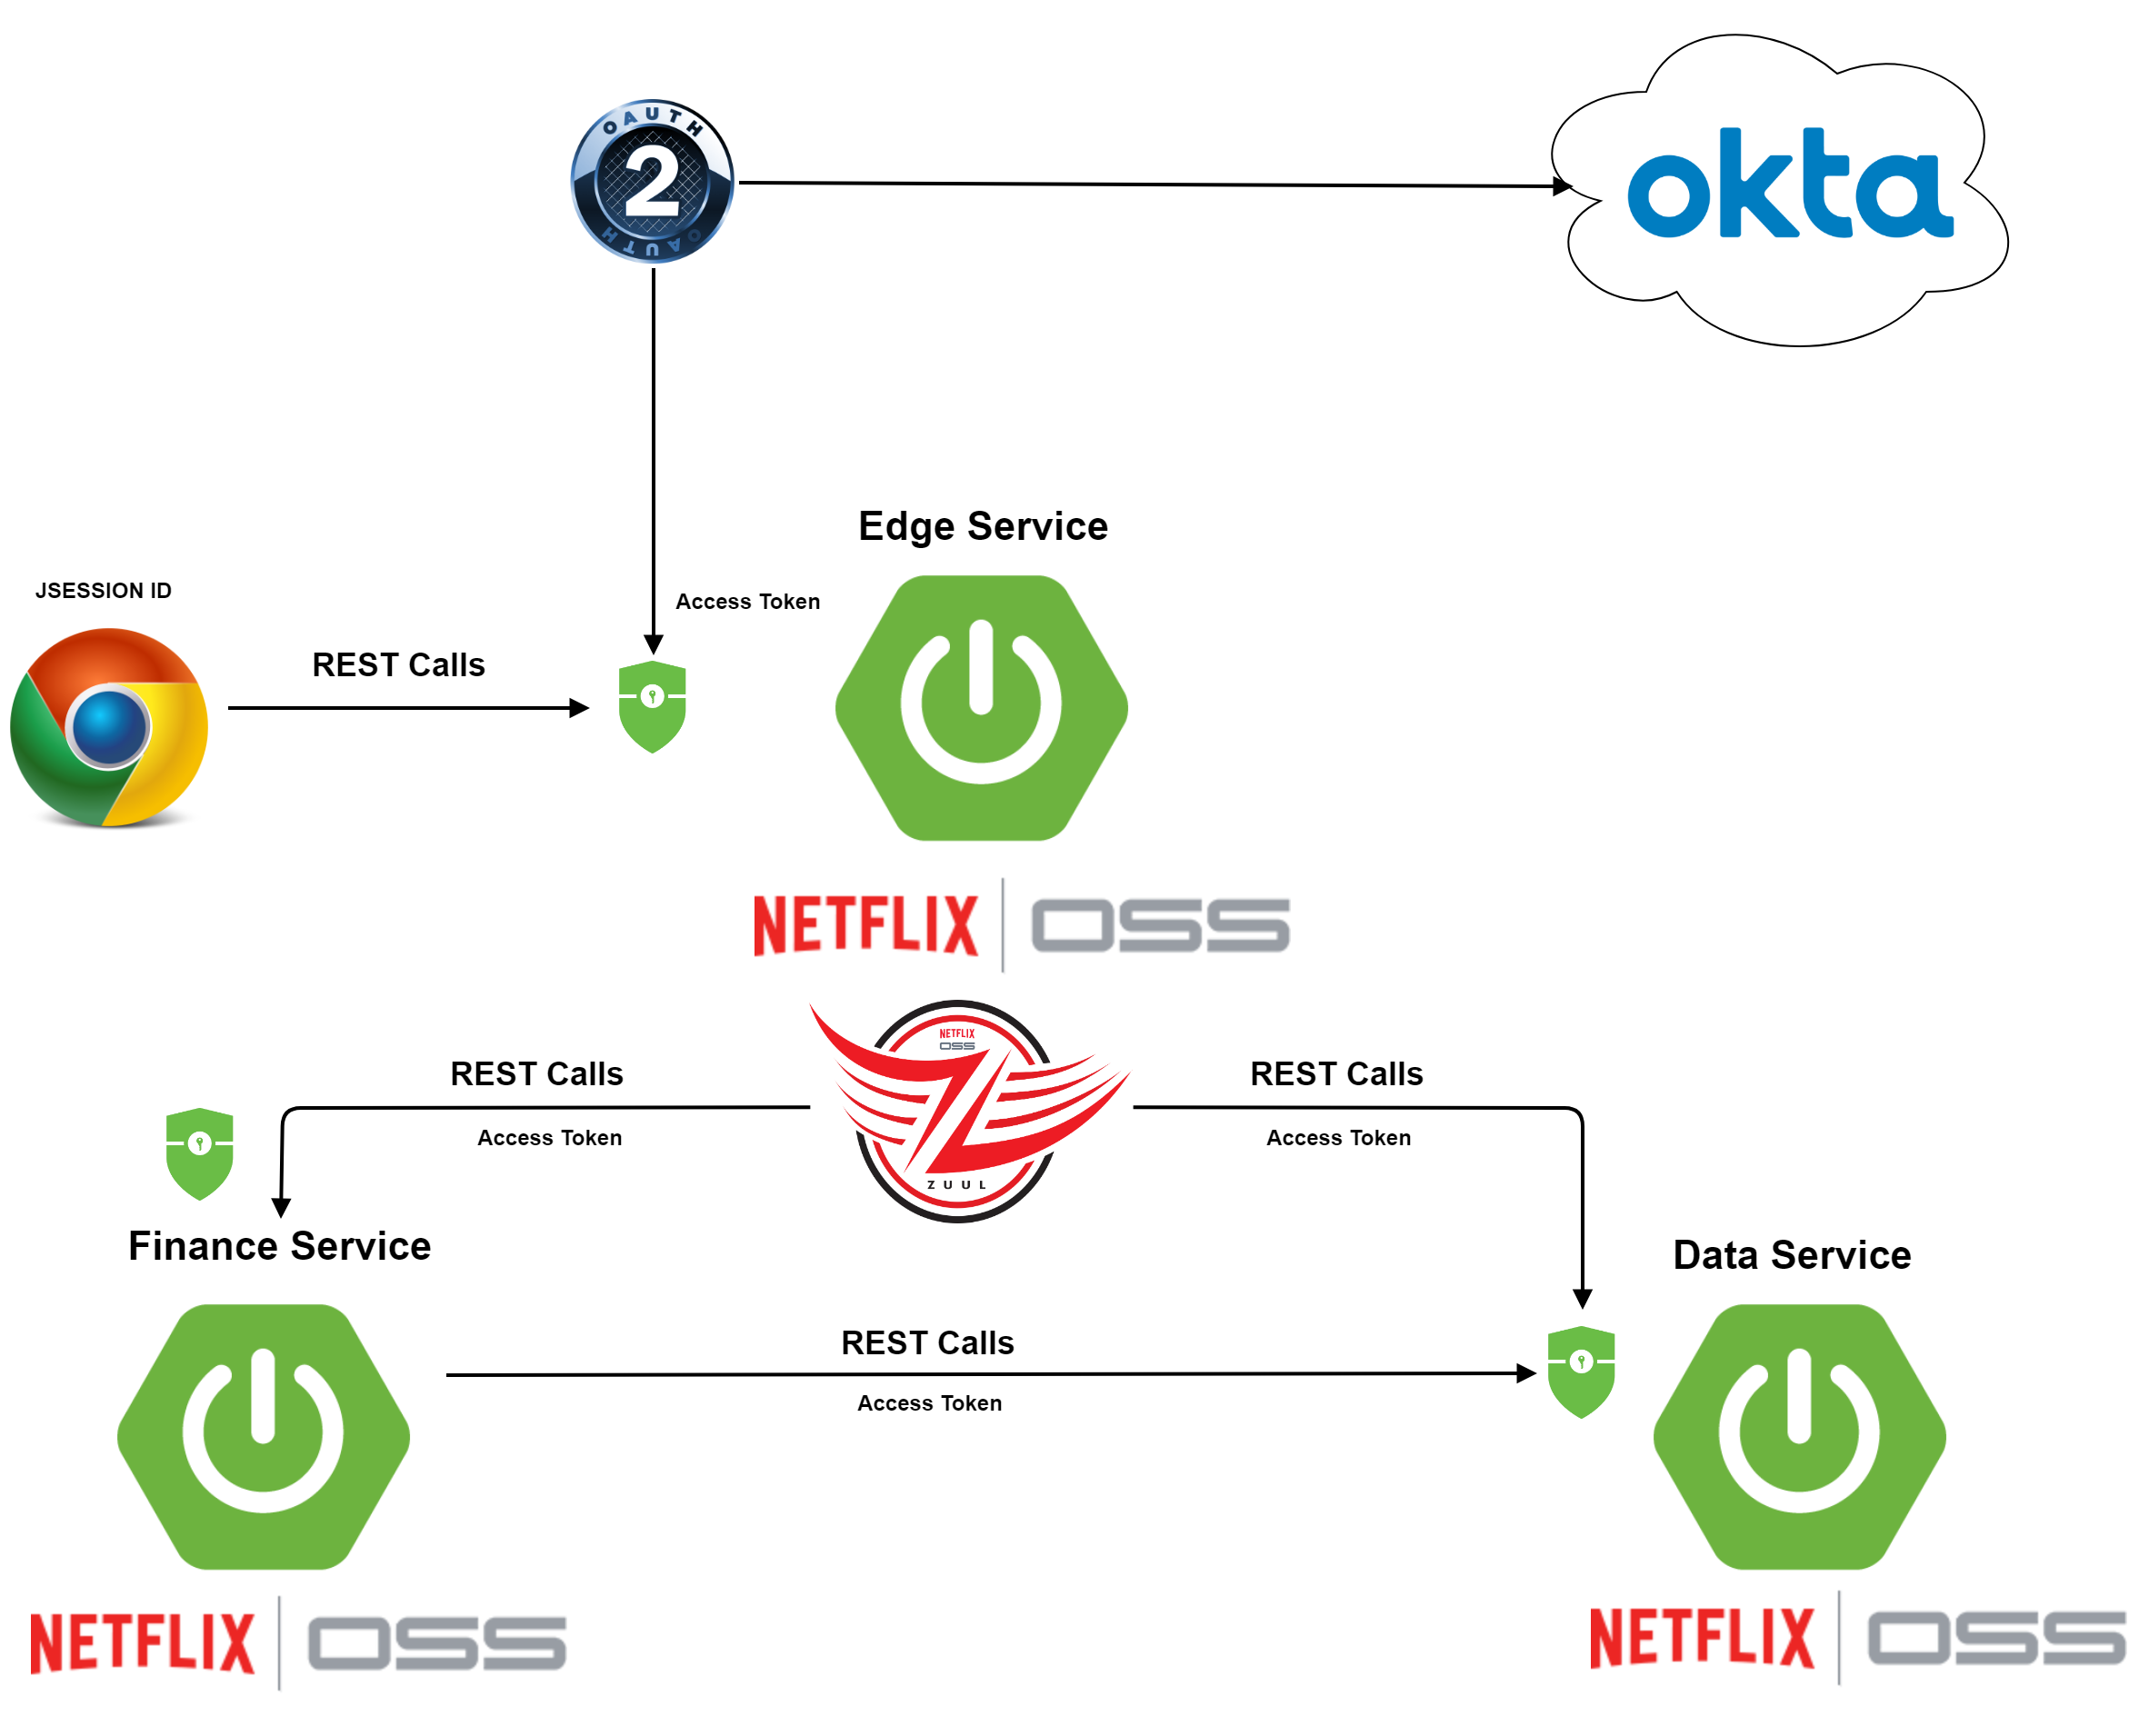 OAUTH
2
OAUTH
okta
Edge Service
JSESSION ID
Access Token
REST Calls
NETFLIX OSS
NETFLIX
OSS
REST Calls
REST Calls
Access Token
Access Token
ZUUL
Finance Service
Data Service
REST Calls
Access Token
NETFLIX OSS
NETFLIX OSS